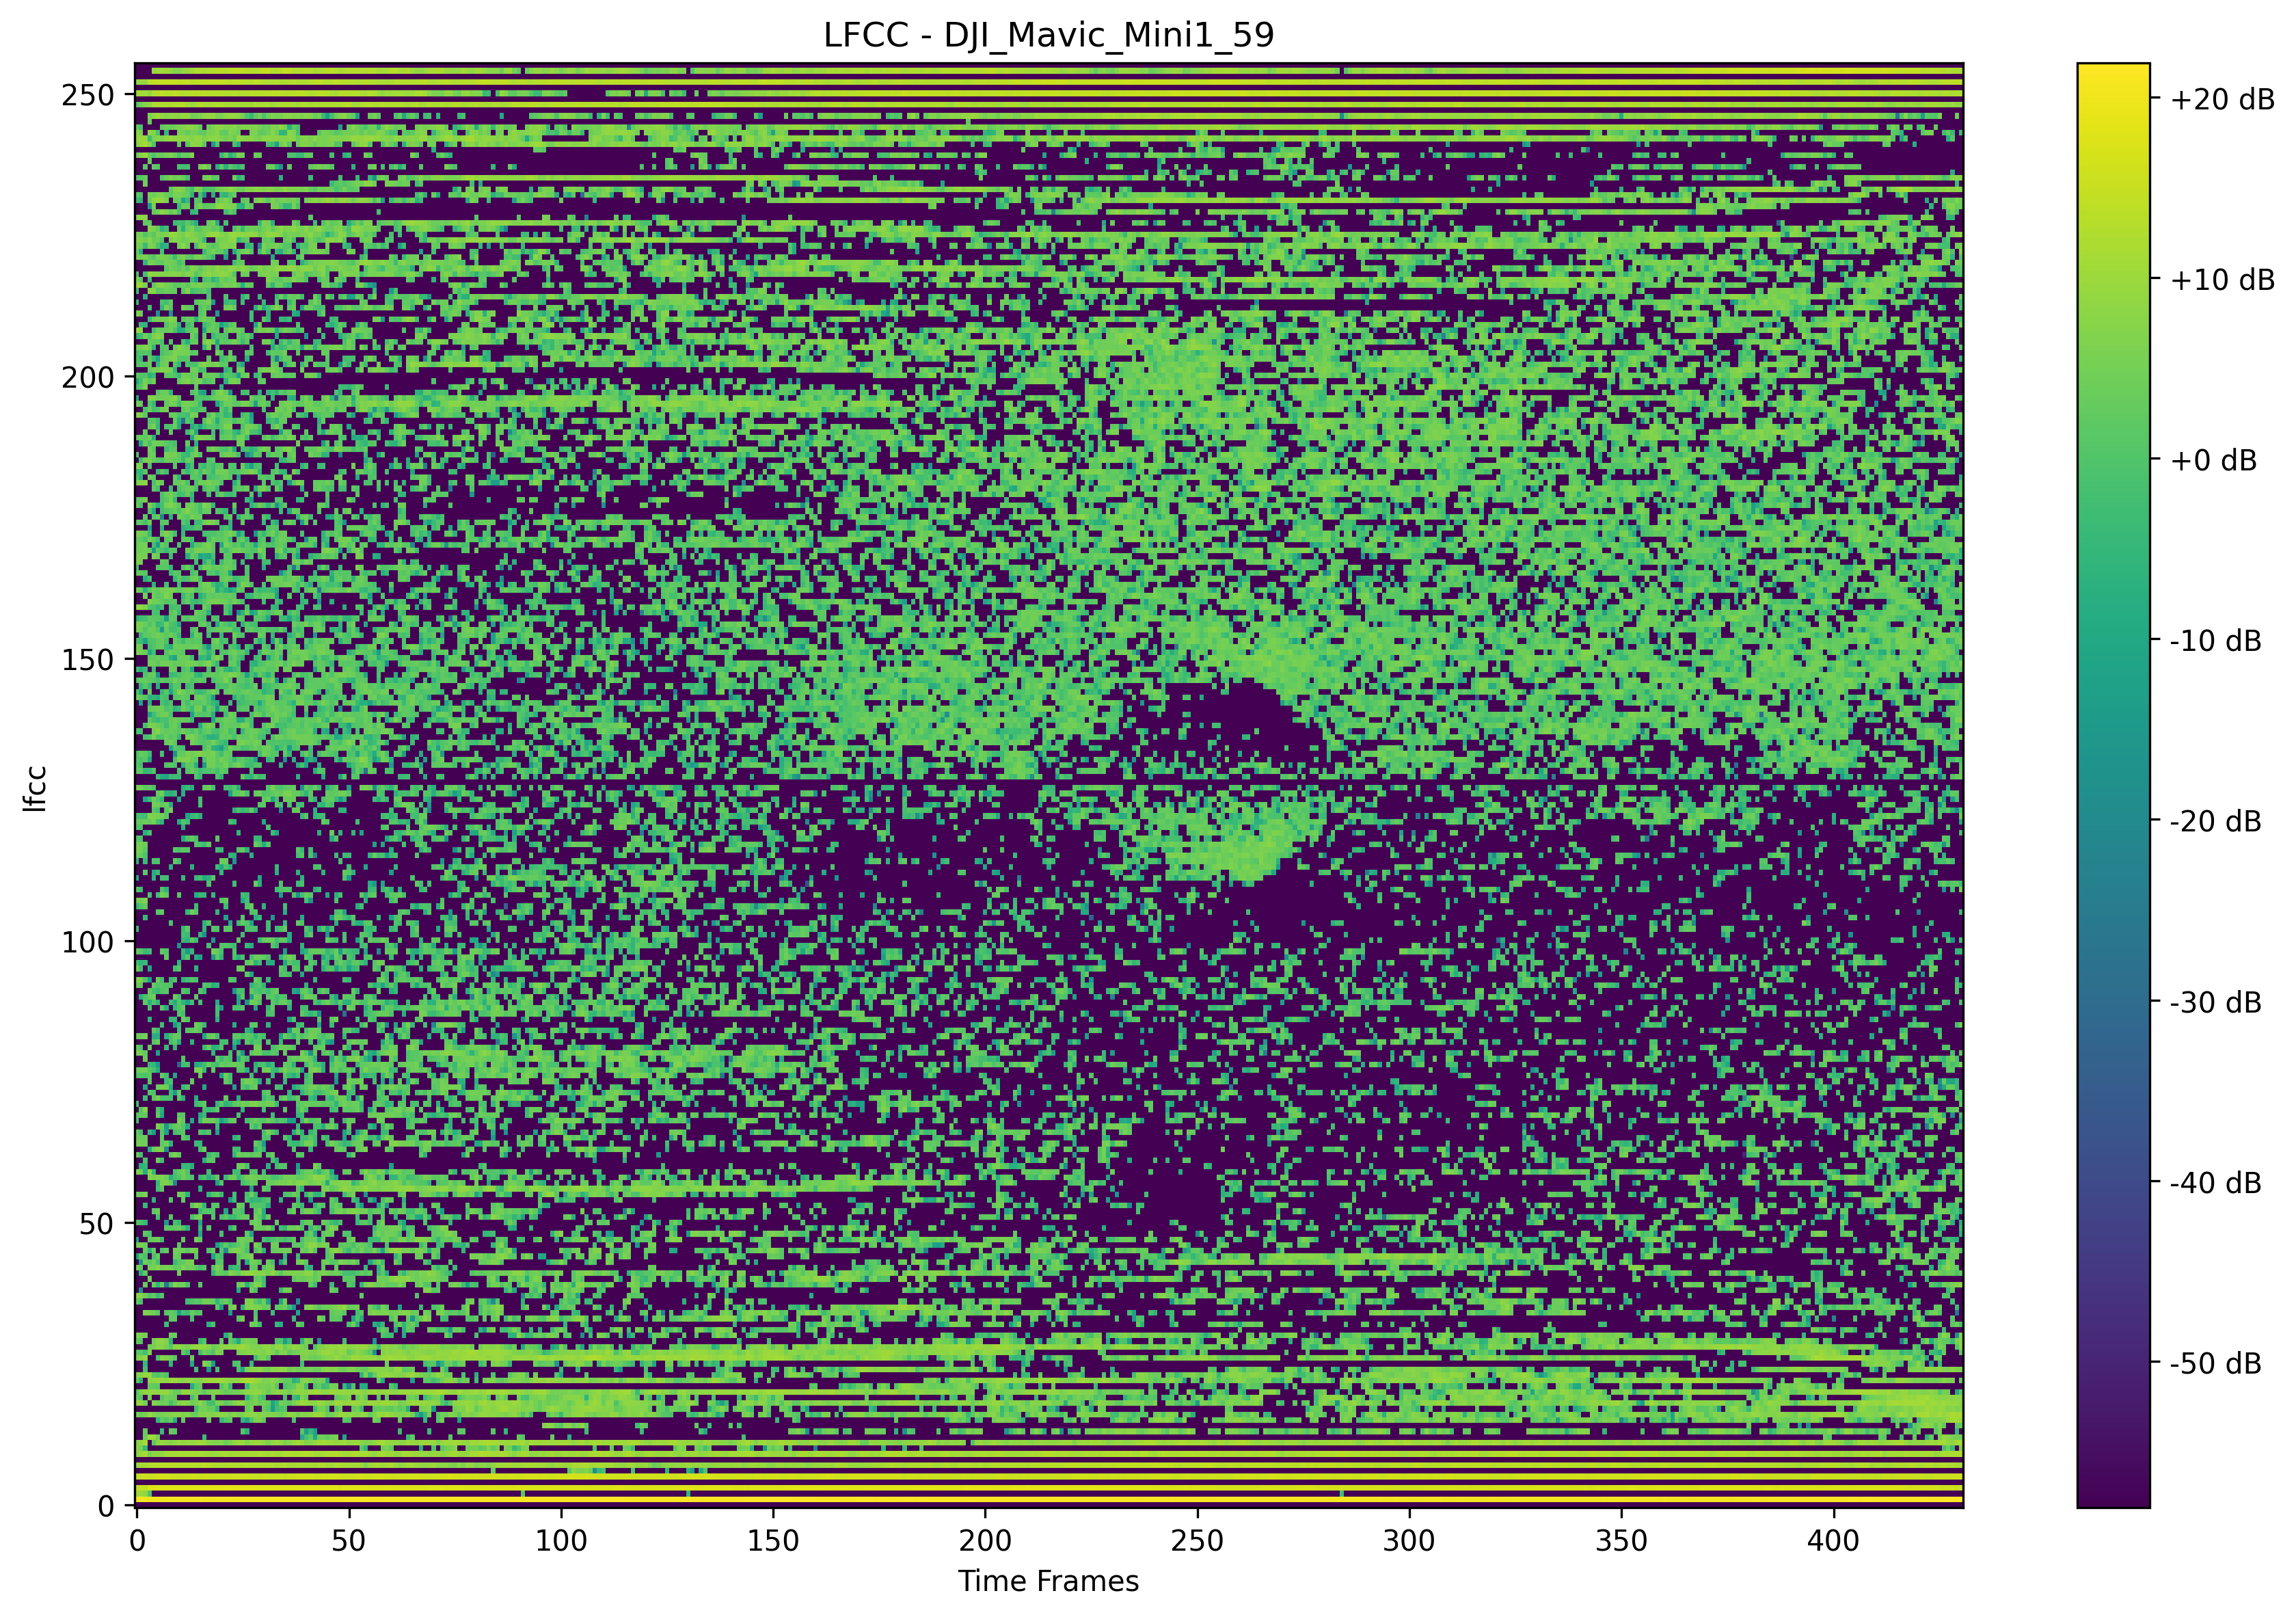 LFCC - DJI_Mavic_Mini1_59
250
200
150
100
50
0
lfcc
0 50 100 150 200 250 300 350 400
Time Frames
+20 dB
+10 dB
+0 dB
-10 dB
-20 dB
-30 dB
-40 dB
-50 dB